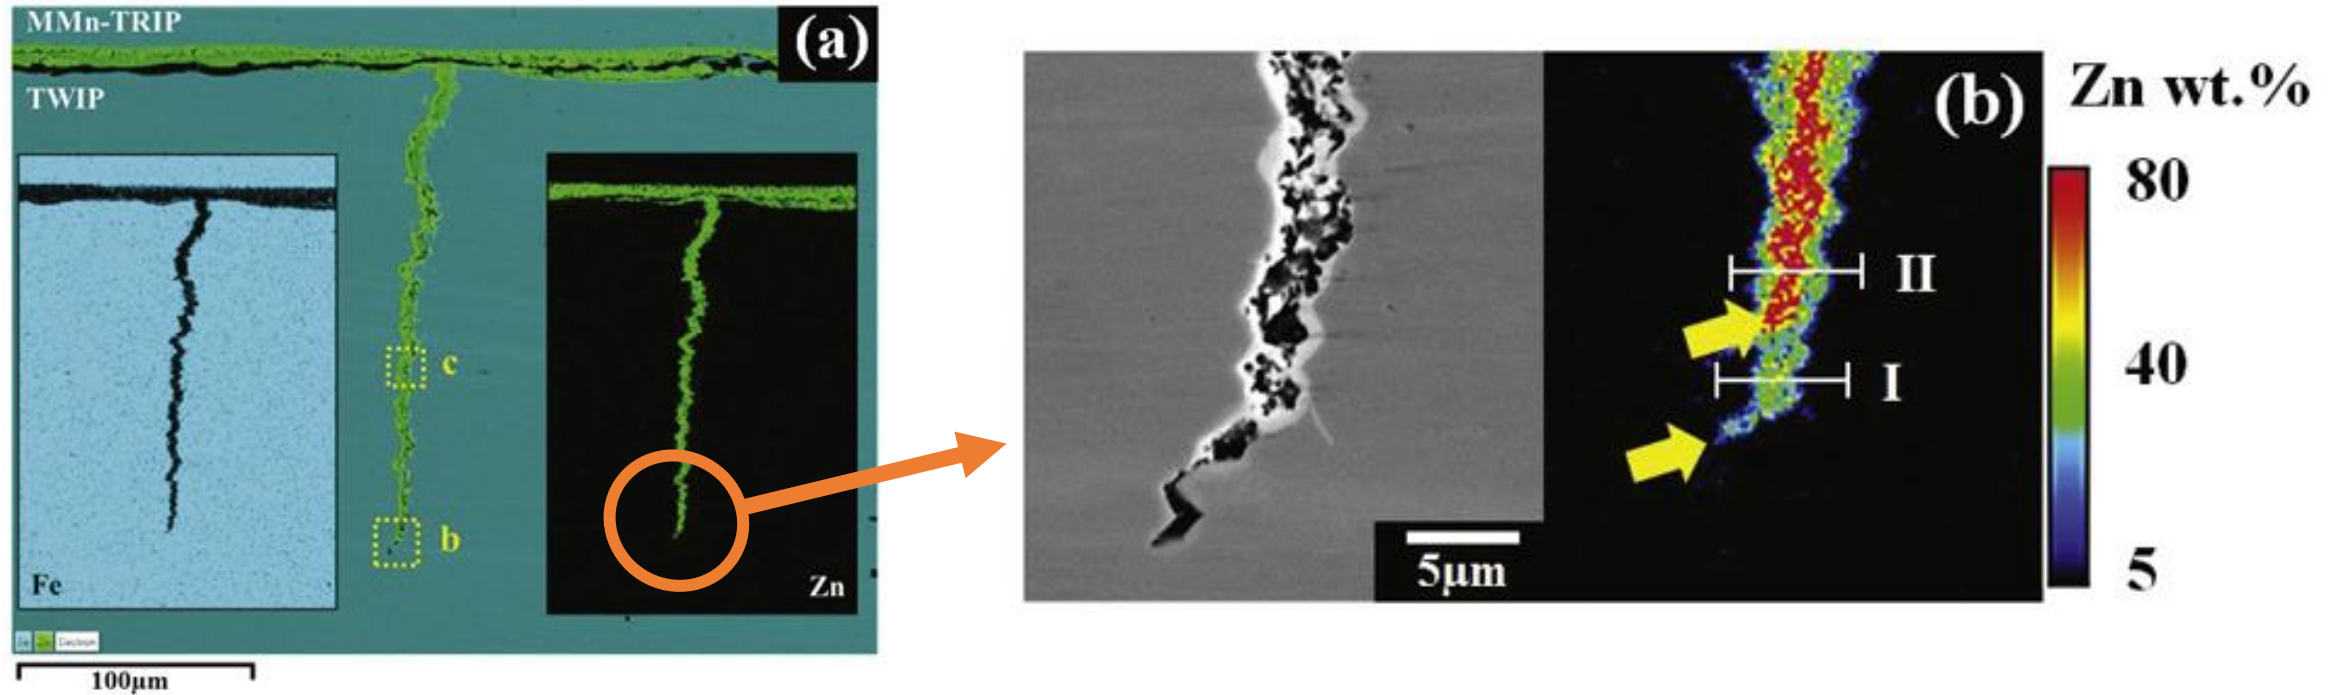 MMn-TRIP
(a)
TWIP
c
b
Fe
Zn
100μm
(b)
Zn wt.%
II
I
80
40
5
5μm